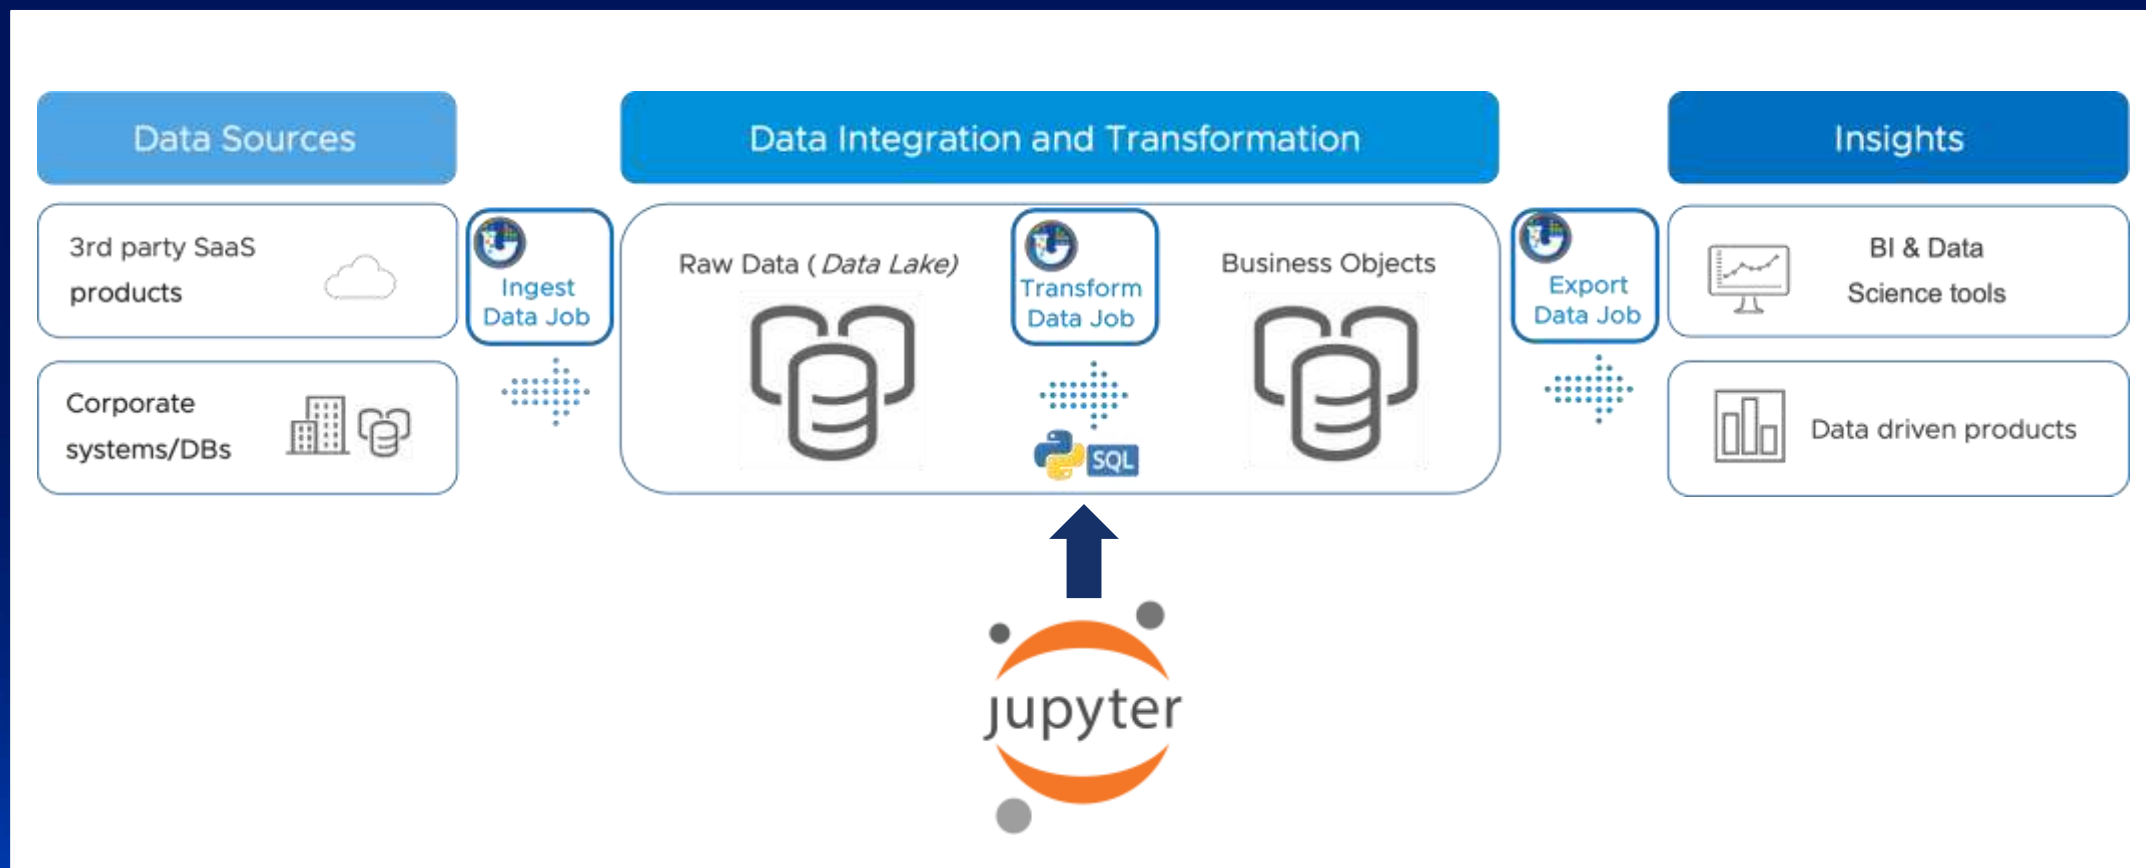 Data Sources
Data Integration and Transformation
Insights
3rd party SaaS
products
Corporate
systems/DBs
Ingest
Data Job
Raw Data (Data Lake)
Transform
Data Job
SQL
Business Objects
Export
Data Job
BI & Data
Science tools
Data driven products
jupyter